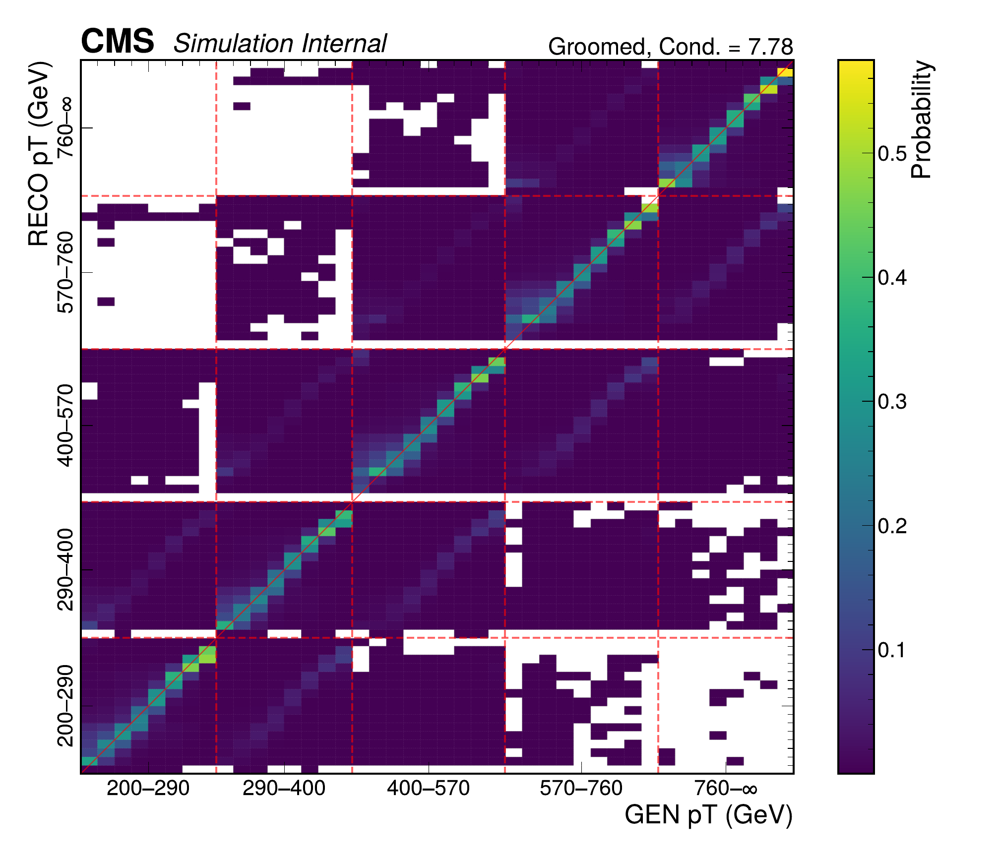 CMS Simulation Internal
Groomed, Cond. = 7.78
RECO pT (GeV)
760–∞
570–760
400–570
290–400
200–290
200–290 290–400 400–570 570–760 760–∞
GEN pT (GeV)
Probability
0.5
0.4
0.3
0.2
0.1